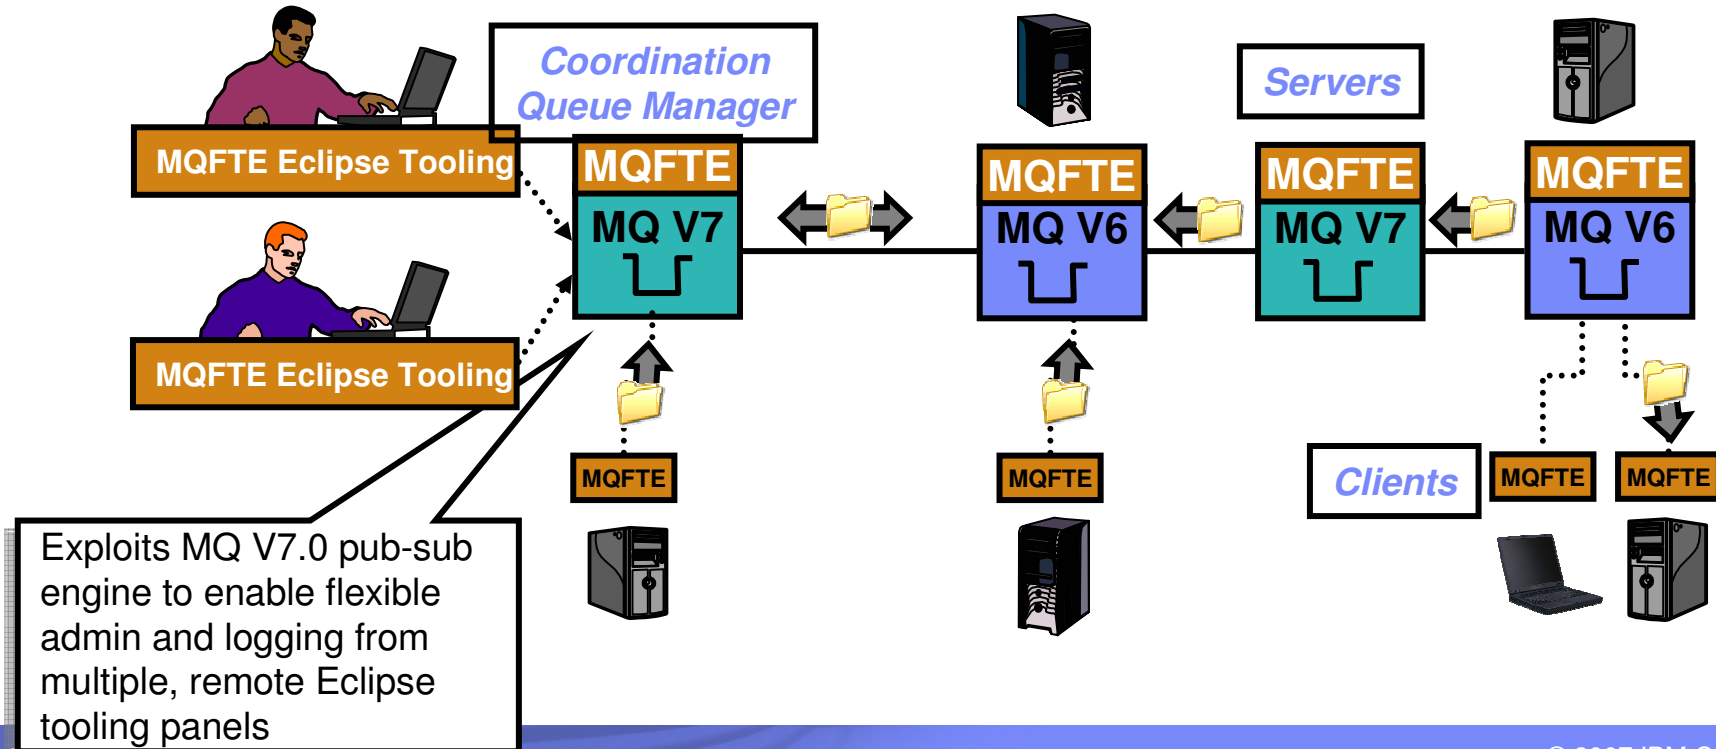 Coordination
Queue Manager
Servers
MQFTE Eclipse Tooling
MQFTE
MQFTE
MQFTE
MQFTE
MQ V7
MQ V6
MQ V7
MQ V6
MQFTE Eclipse Tooling
MQFTE
MQFTE
Clients
MQFTE
MQFTE
Exploits MQ V7.0 pub-sub
engine to enable flexible
admin and logging from
multiple, remote Eclipse
tooling panels